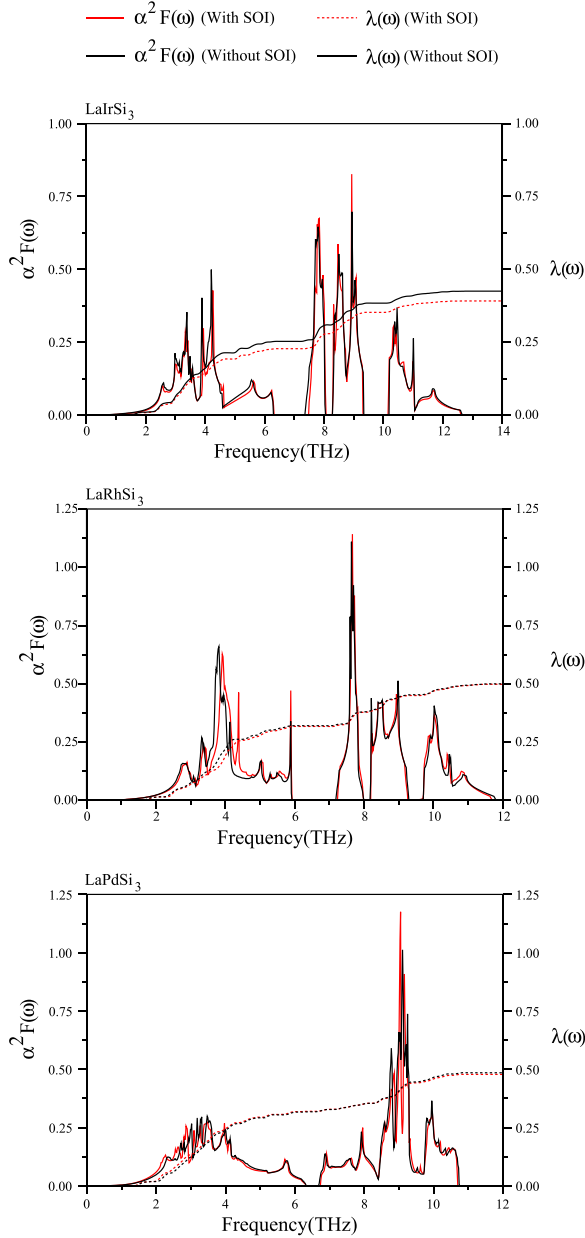 α² F(ω) (With SOI) λ(ω) (With SOI)
α² F(ω) (Without SOI) λ(ω) (Without SOI)
LaIrSi₃
1.00 1.00
0.75 0.75
α² F(ω)
0.50 0.50
λ(ω)
0.25 0.25
0.00 0.00
0 2 4 6 8 10 12 14
Frequency(THz)
LaRhSi₃
1.25 1.25
1.00 1.00
0.75 0.75
α² F(ω)
λ(ω)
0.50 0.50
0.25 0.25
0.00 0.00
0 2 4 6 8 10 12
Frequency(THz)
LaPdSi₃
1.25 1.25
1.00 1.00
0.75 0.75
α² F(ω)
λ(ω)
0.50 0.50
0.25 0.25
0.00 0.00
0 2 4 6 8 10 12
Frequency(THz)